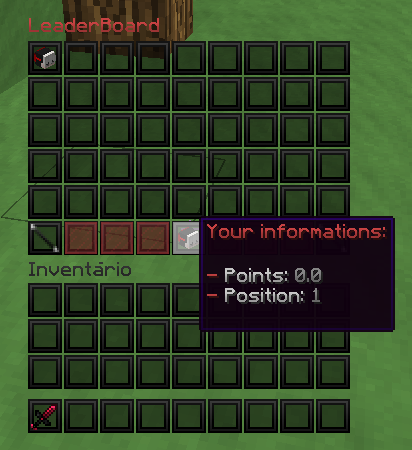 LeaderBoard
Your informations:
– Points: 0.0
– Position: 1
Inventário